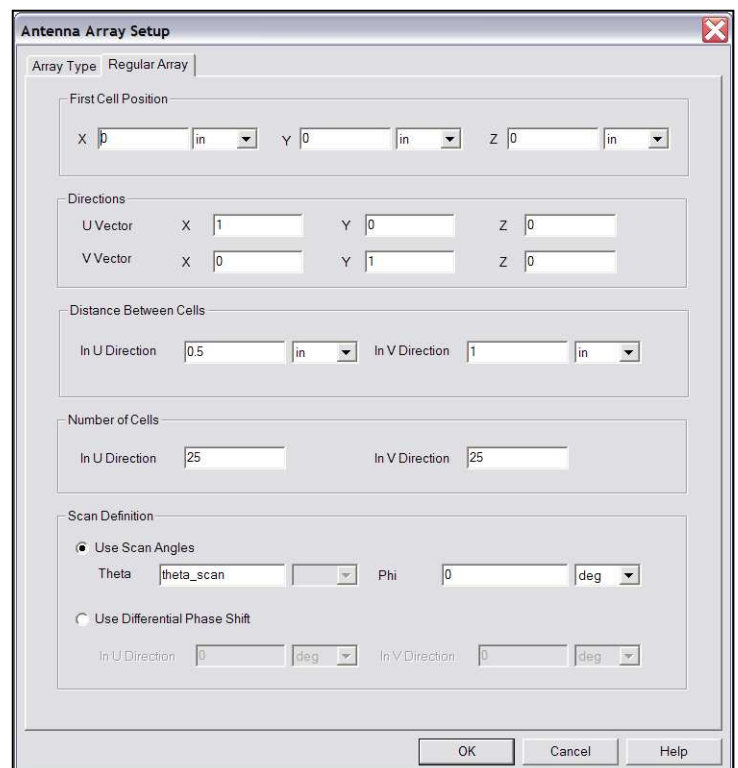 Antenna Array Setup
Array Type Regular Array
First Cell Position
X 0 in Y 0 in Z 0 in
Directions
U Vector X 1 Y 0 Z 0
V Vector X 0 Y 1 Z 0
Distance Between Cells
In U Direction 0.5 in In V Direction 1 in
Number of Cells
In U Direction 25 In V Direction 25
Scan Definition
Use Scan Angles
Theta theta_scan Phi 0 deg
Use Differential Phase Shift
In U Direction 0 deg In V Direction 0 deg
OK Cancel Help